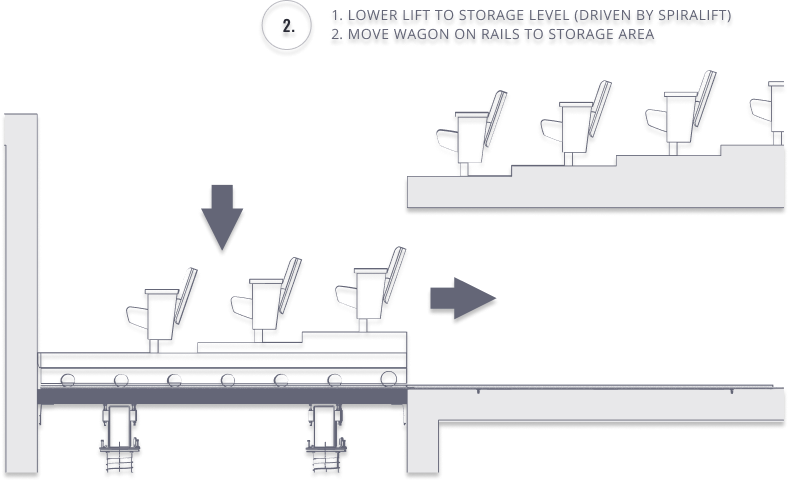 2.
1. LOWER LIFT TO STORAGE LEVEL (DRIVEN BY SPIRALIFT)
2. MOVE WAGON ON RAILS TO STORAGE AREA